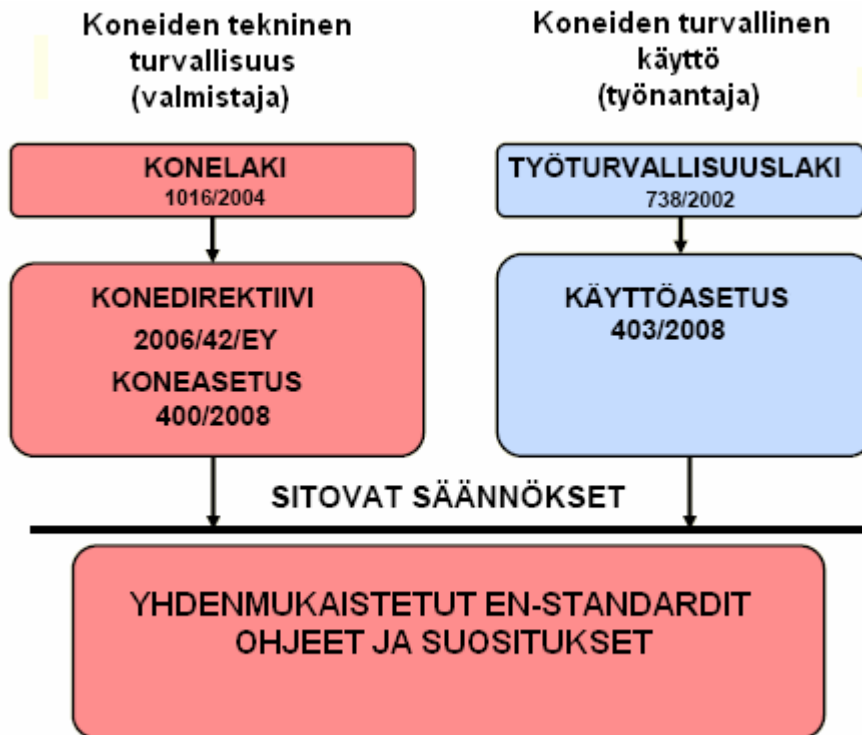 Koneiden tekninen
turvallisuus
(valmistaja)
Koneiden turvallinen
käyttö
(työnantaja)
KONELAKI
1016/2004
TYÖTURVALLISUUSLAKI
738/2002
KONEDIREKTIIVI
2006/42/EY
KONEASETUS
400/2008
KÄYTTÖASETUS
403/2008
SITOVAT SÄÄNNÖKSET
YHDENMUKAISTETUT EN-STANDARDIT
OHJEET JA SUOSITUKSET